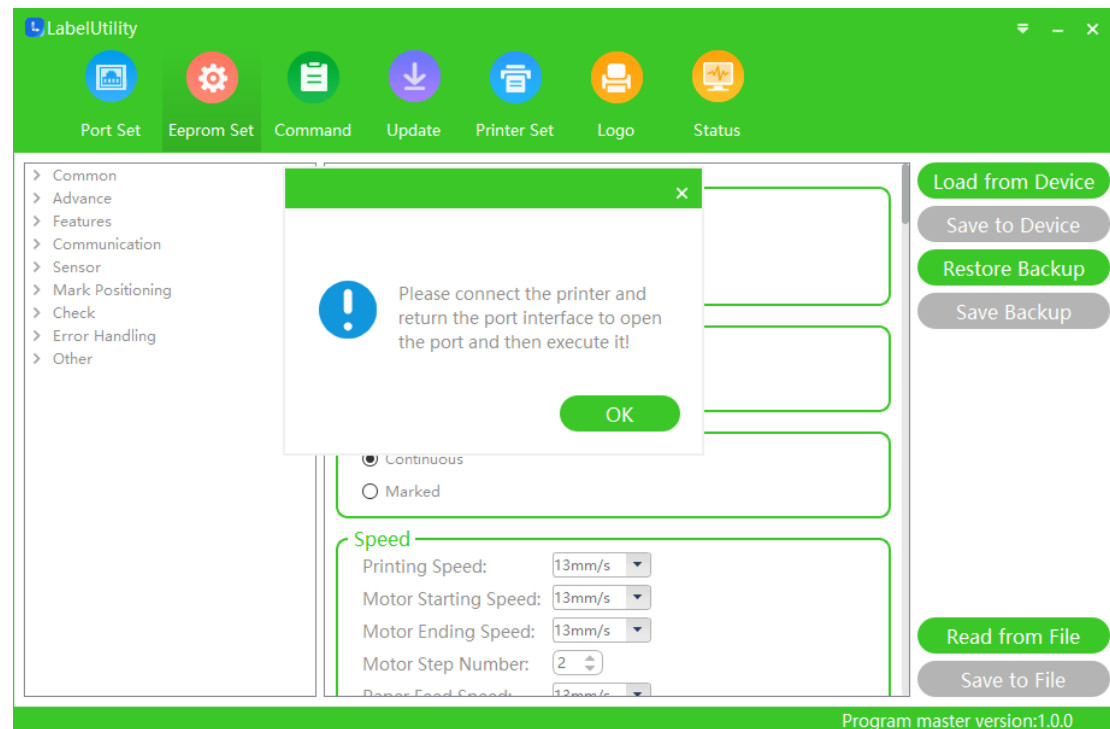 LabelUtility
Port Set
Eeprom Set
Command
Update
Printer Set
Logo
Status
Common
Advance
Features
Communication
Sensor
Mark Positioning
Check
Error Handling
Other
Please connect the printer and
return the port interface to open
the port and then execute it!
OK
Continuous
Marked
Speed
Printing Speed: 13mm/s
Motor Starting Speed: 13mm/s
Motor Ending Speed: 13mm/s
Motor Step Number: 2
Paper Feed Speed: 13mm/s
Load from Device
Save to Device
Restore Backup
Save Backup
Read from File
Save to File
Program master version:1.0.0